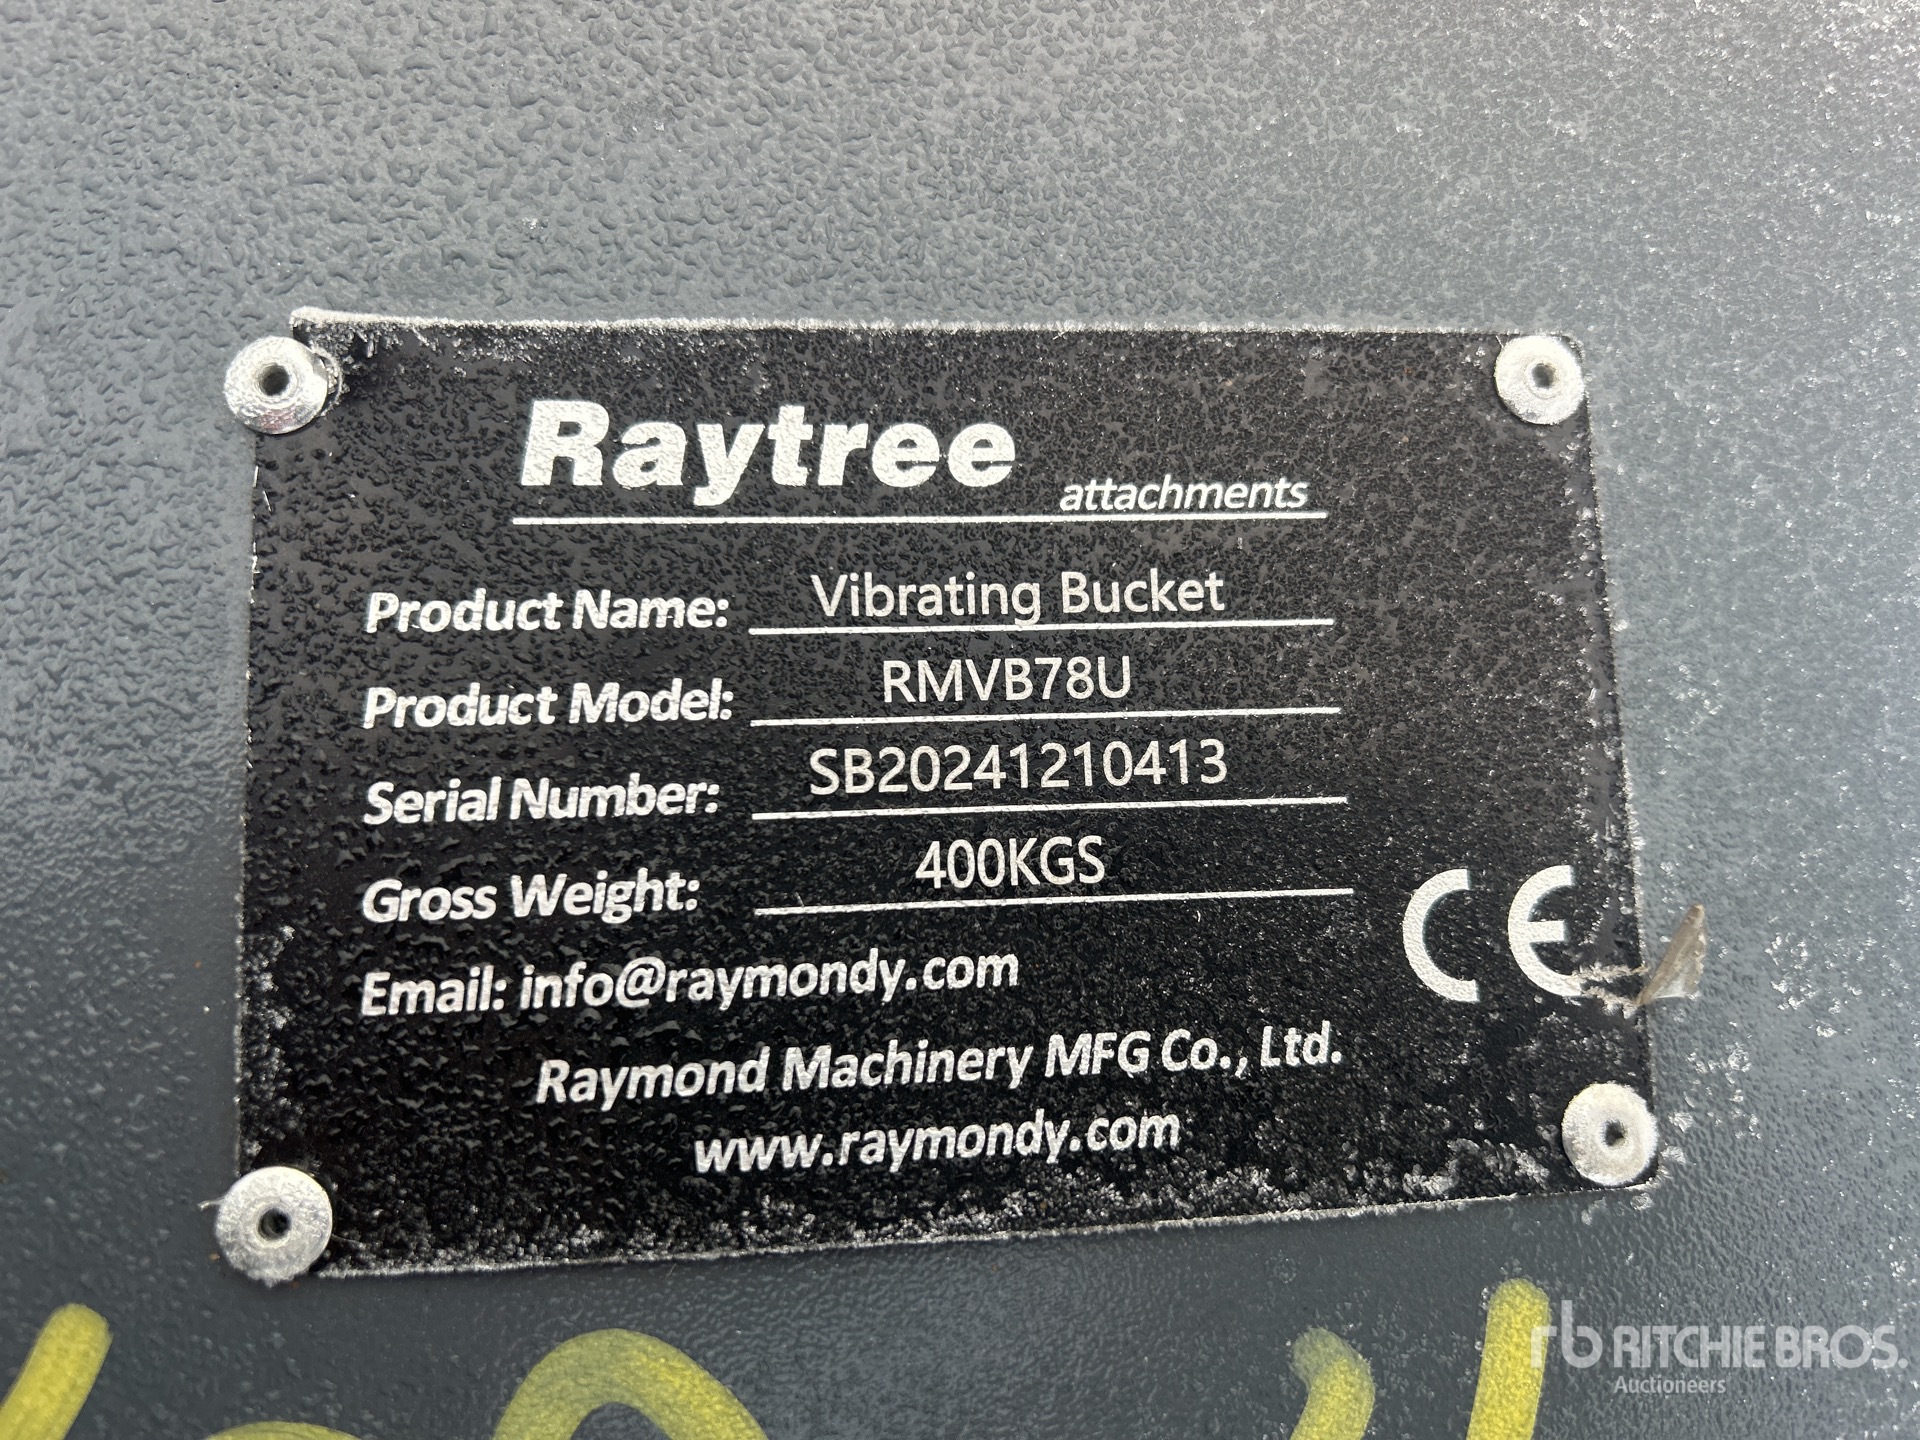 Raytree
attachments
Product Name: Vibrating Bucket
Product Model: RMVB78U
Serial Number: SB20241210413
Gross Weight: 400KGS
CE
Email: info@raymondy.com
Raymond Machinery MFG Co., Ltd.
www.raymondy.com
rb RITCHIE BROS.
Auctioneers